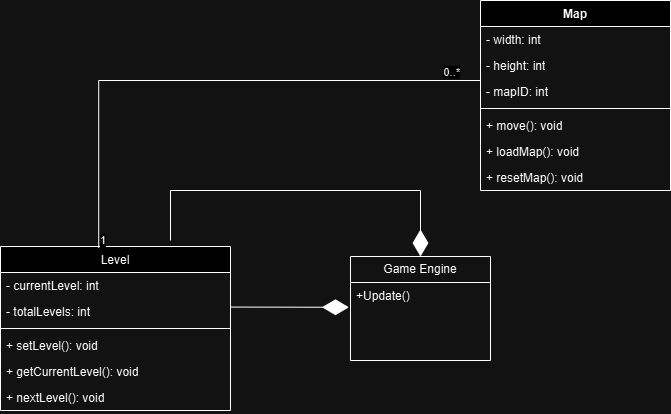 Map
- width: int
- height: int
- mapID: int
+ move(): void
+ loadMap(): void
+ resetMap(): void
0..*
1
Level
- currentLevel: int
- totalLevels: int
+ setLevel(): void
+ getCurrentLevel(): void
+ nextLevel(): void
Game Engine
+Update()